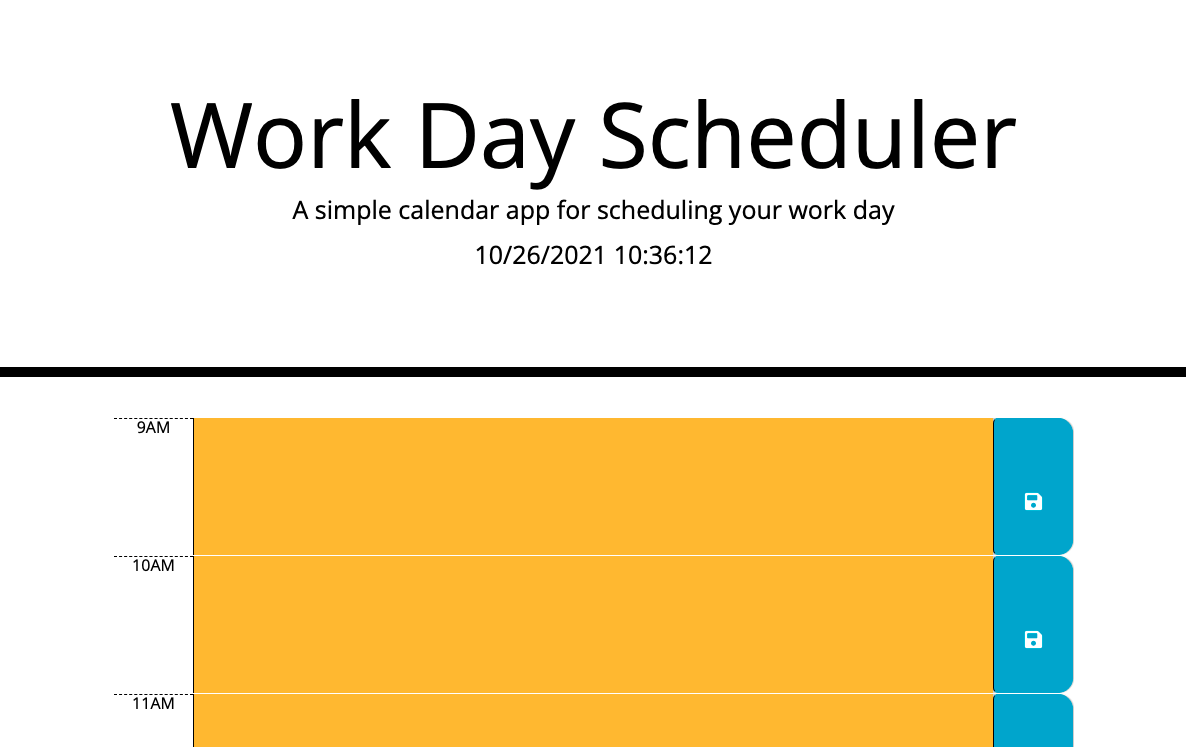 Work Day Scheduler
A simple calendar app for scheduling your work day
10/26/2021 10:36:12
9AM
10AM
11AM